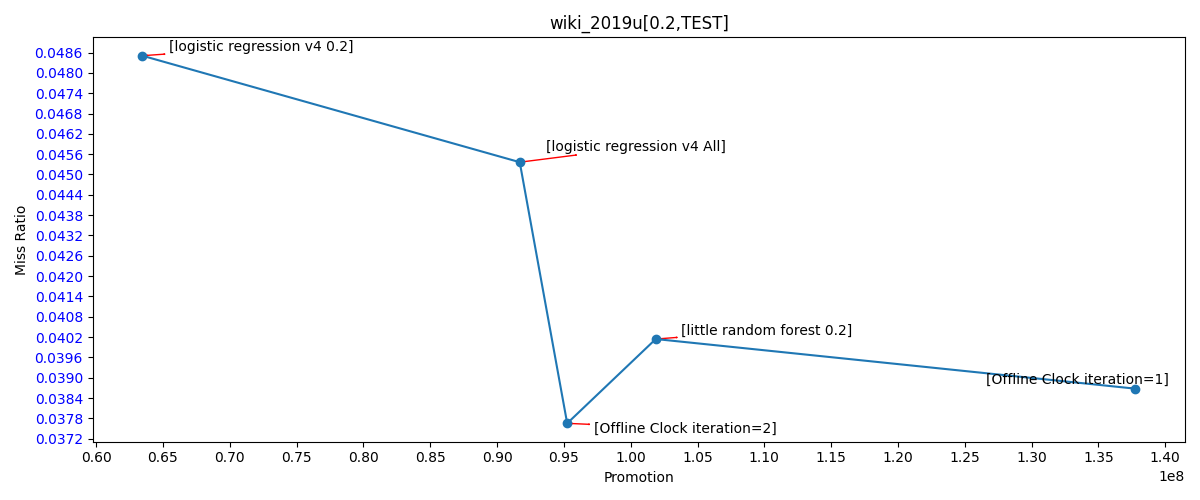 wiki_2019u[0.2,TEST]
Miss Ratio
0.0486
0.0480
0.0474
0.0468
0.0462
0.0456
0.0450
0.0444
0.0438
0.0432
0.0426
0.0420
0.0414
0.0408
0.0402
0.0396
0.0390
0.0384
0.0378
0.0372
[logistic regression v4 0.2]
[logistic regression v4 All]
[little random forest 0.2]
[Offline Clock iteration=1]
[Offline Clock iteration=2]
0.60 0.65 0.70 0.75 0.80 0.85 0.90 0.95 1.00 1.05 1.10 1.15 1.20 1.25 1.30 1.35 1.40
1e8
Promotion